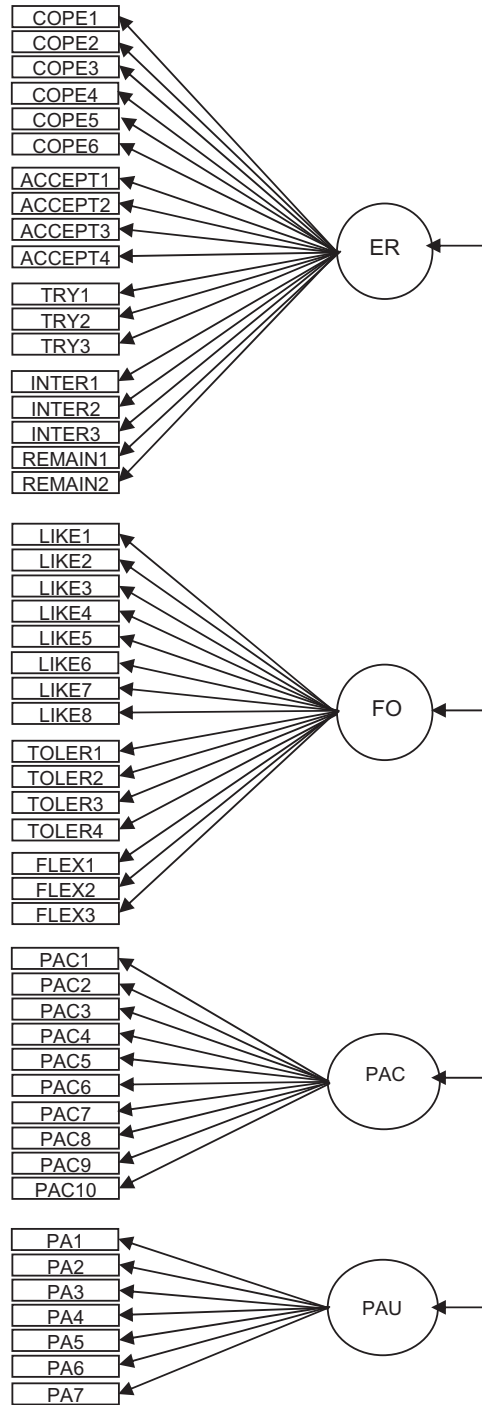 COPE1
COPE2
COPE3
COPE4
COPE5
COPE6
ACCEPT1
ACCEPT2
ACCEPT3
ACCEPT4
TRY1
TRY2
TRY3
INTER1
INTER2
INTER3
REMAIN1
REMAIN2
ER
LIKE1
LIKE2
LIKE3
LIKE4
LIKE5
LIKE6
LIKE7
LIKE8
TOLER1
TOLER2
TOLER3
TOLER4
FLEX1
FLEX2
FLEX3
FO
PAC1
PAC2
PAC3
PAC4
PAC5
PAC6
PAC7
PAC8
PAC9
PAC10
PAC
PA1
PA2
PA3
PA4
PA5
PA6
PA7
PAU